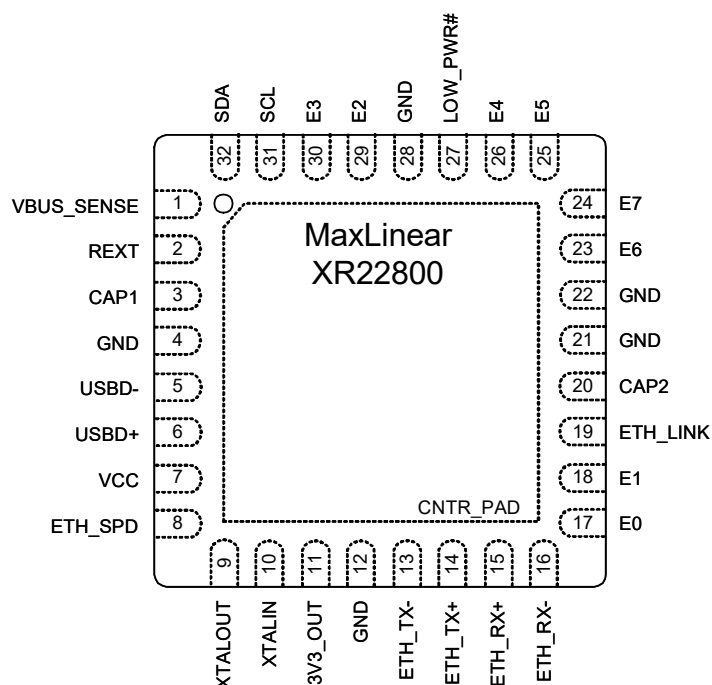 SDA
SCL
E3
E2
GND
LOW_PWR#
E4
E5
32
31
30
29
28
27
26
25
VBUS_SENSE 1
REXT 2
CAP1 3
GND 4
USBD- 5
USBD+ 6
VCC 7
ETH_SPD 8
MaxLinear
XR22800
CNTR_PAD
24 E7
23 E6
22 GND
21 GND
20 CAP2
19 ETH_LINK
18 E1
17 E0
9
10
11
12
13
14
15
16
XTALOUT
XTALIN
3V3_OUT
GND
ETH_TX-
ETH_TX+
ETH_RX+
ETH_RX-